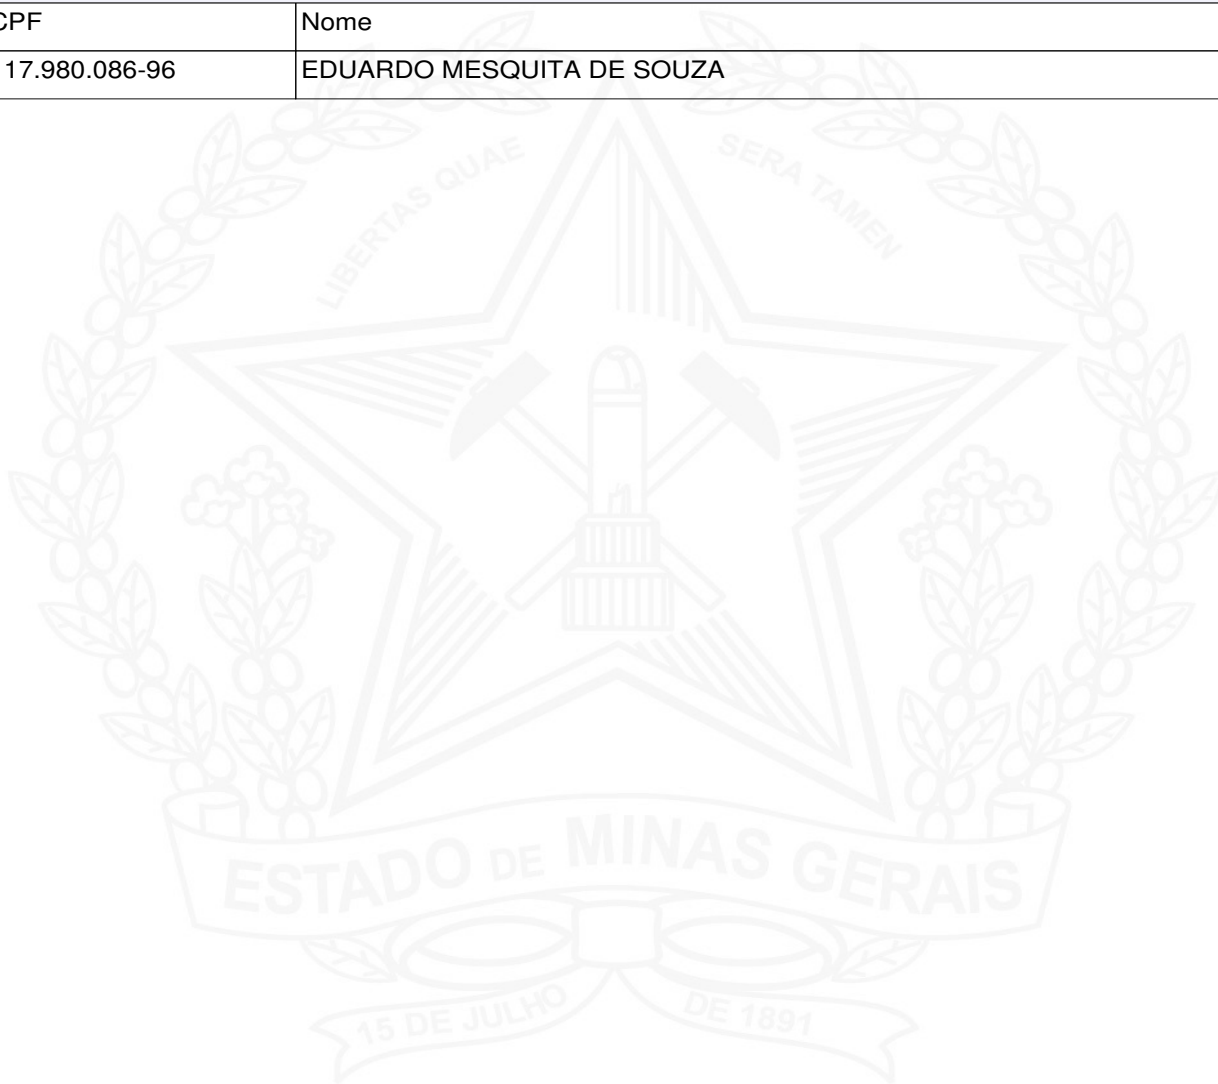 CPF Nome
17.980.086-96 EDUARDO MESQUITA DE SOUZA
LIBERTAS QUAE SERA TAMEN
ESTADO DE MINAS GERAIS
15 DE JULHO DE 1891